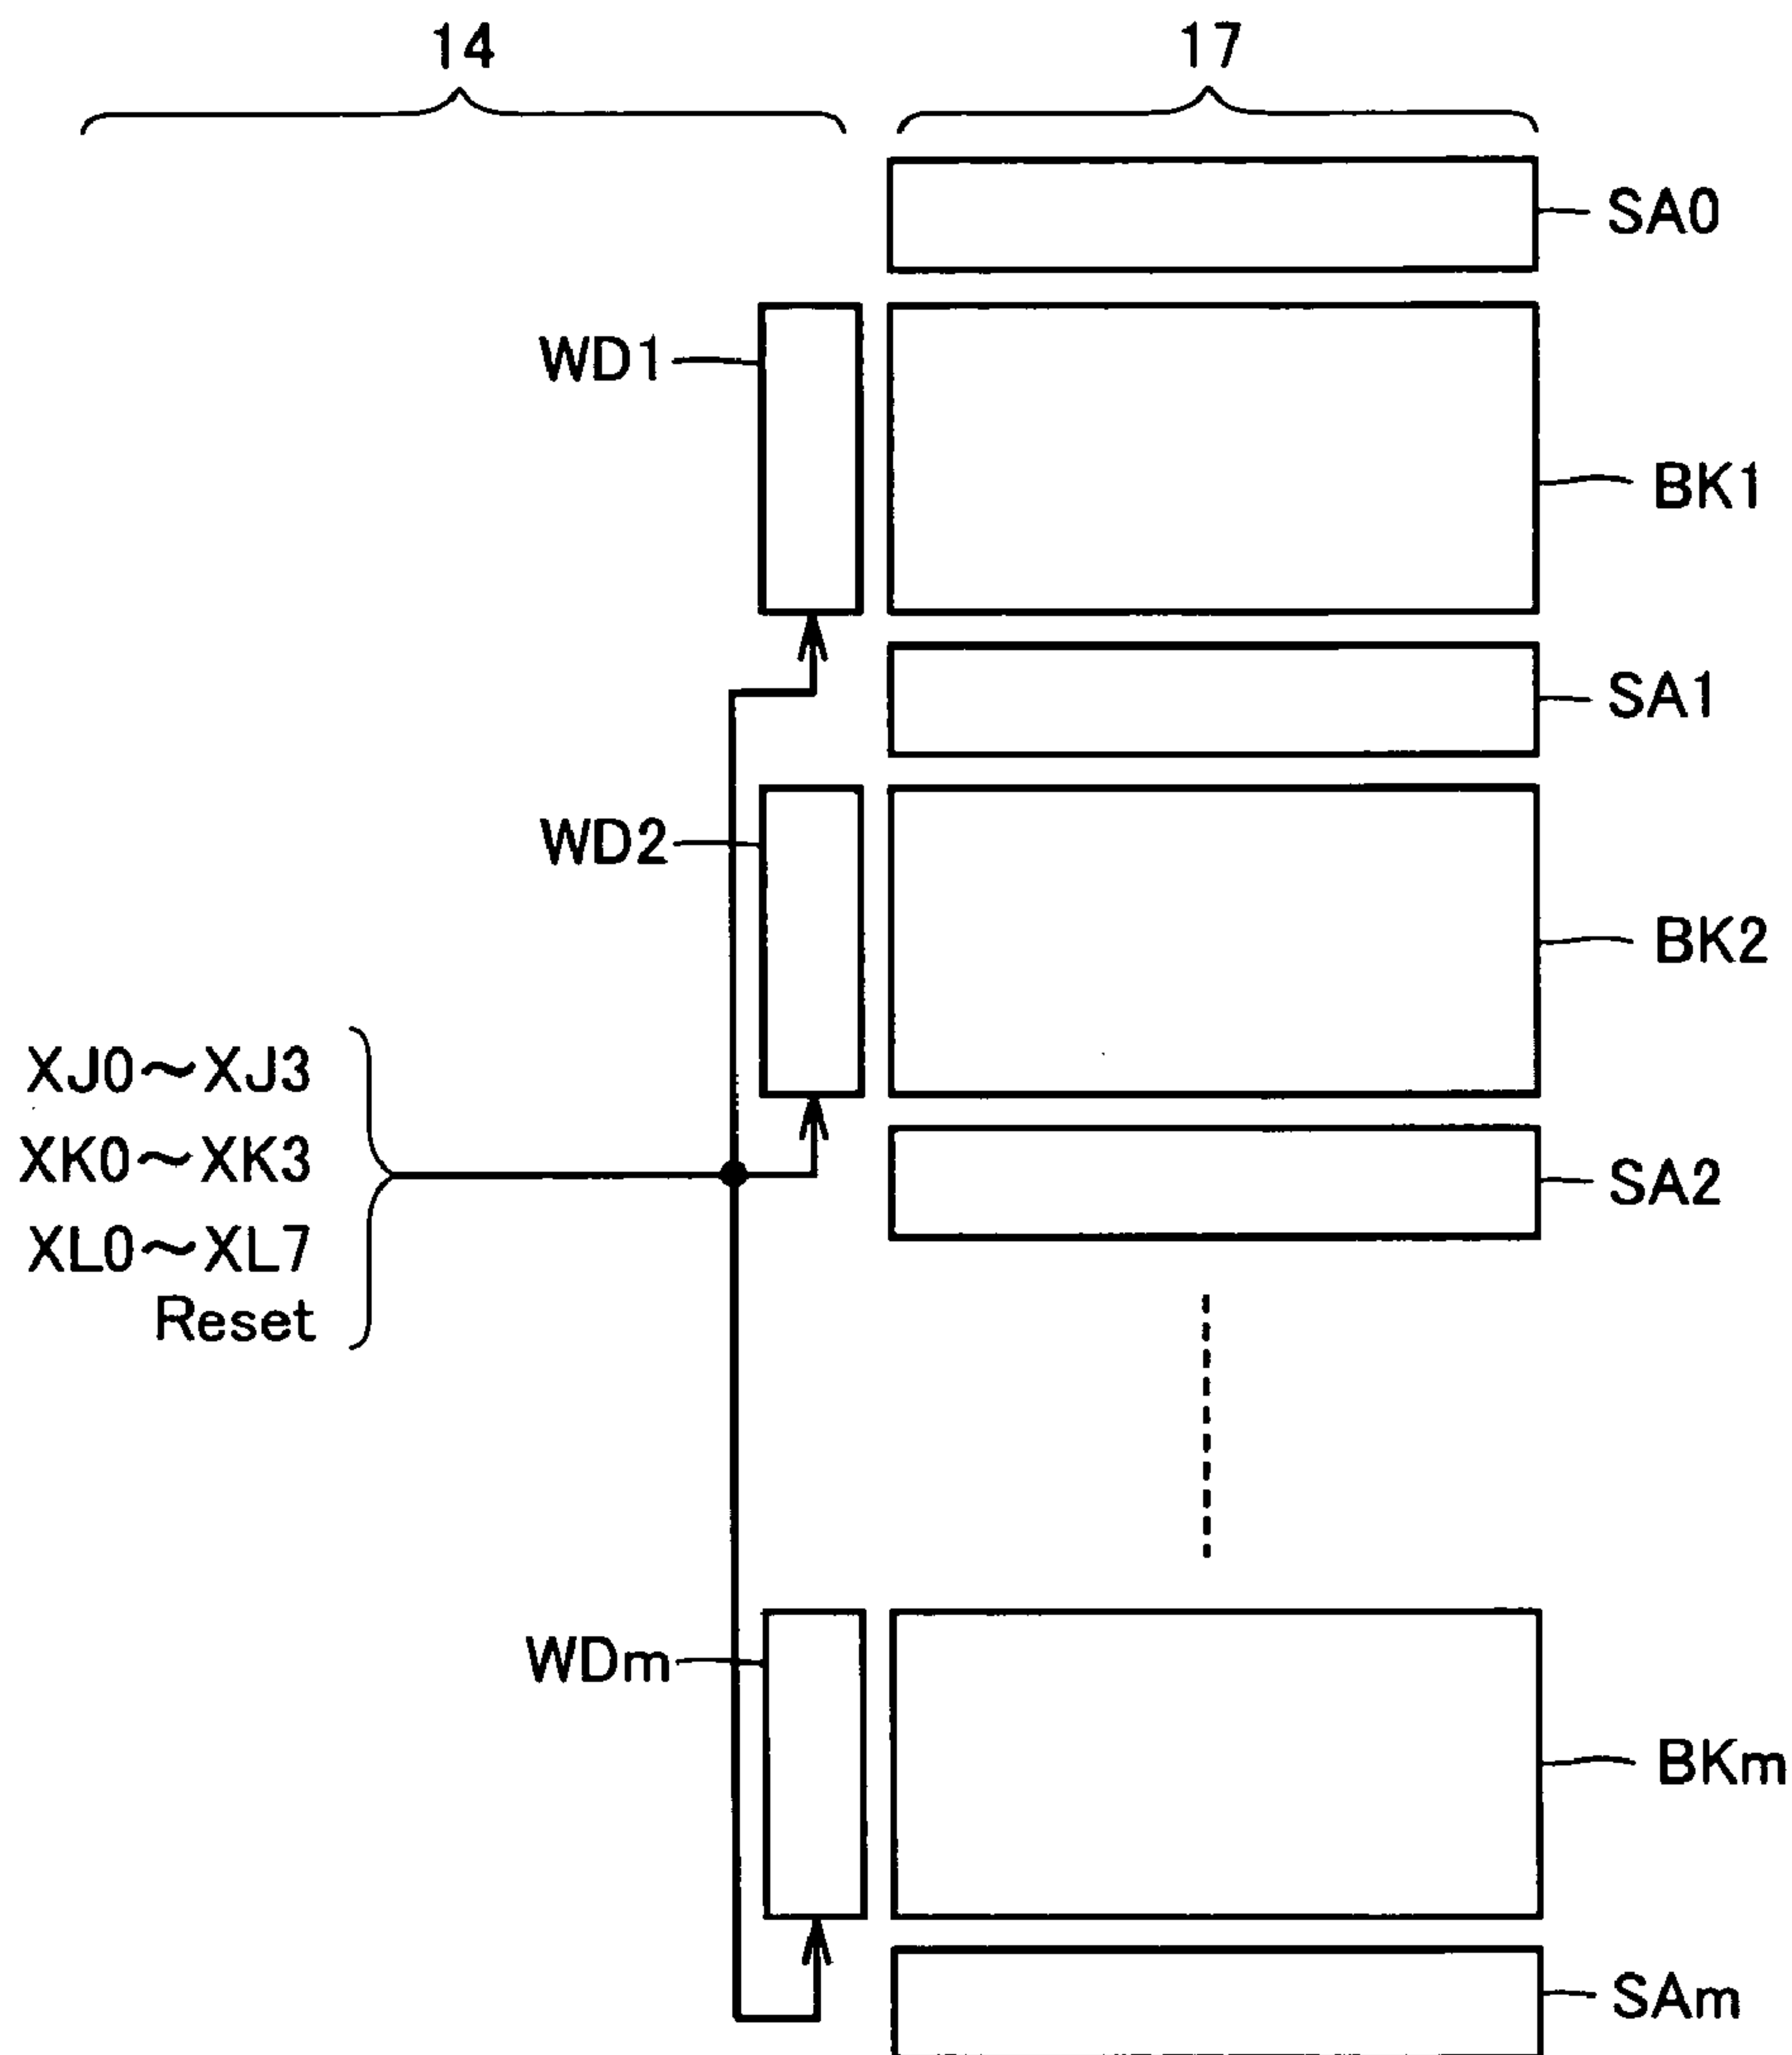 14
17
SA0
WD1
BK1
SA1
WD2
BK2
XJ0〜XJ3
XK0〜XK3
SA2
XL0〜XL7
Reset
WDm
BKm
SAm